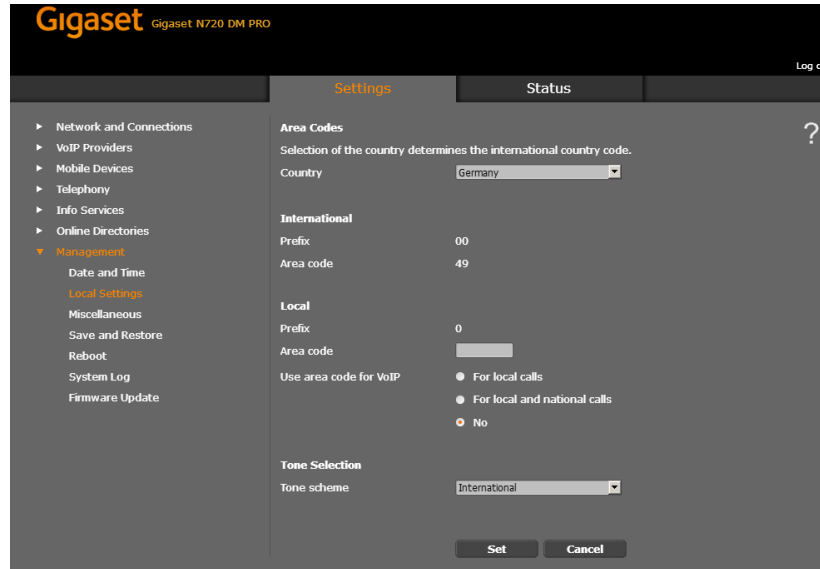 Gigaset Gigaset N720 DM PRO
Log
Settings Status
Network and Connections
VoIP Providers
Mobile Devices
Telephony
Info Services
Online Directories
Management
Date and Time
Local Settings
Miscellaneous
Save and Restore
Reboot
System Log
Firmware Update
Area Codes
?
Selection of the country determines the international country code.
Country Germany
International
Prefix 00
Area code 49
Local
Prefix 0
Area code
Use area code for VoIP For local calls
For local and national calls
No
Tone Selection
Tone scheme International
Set Cancel